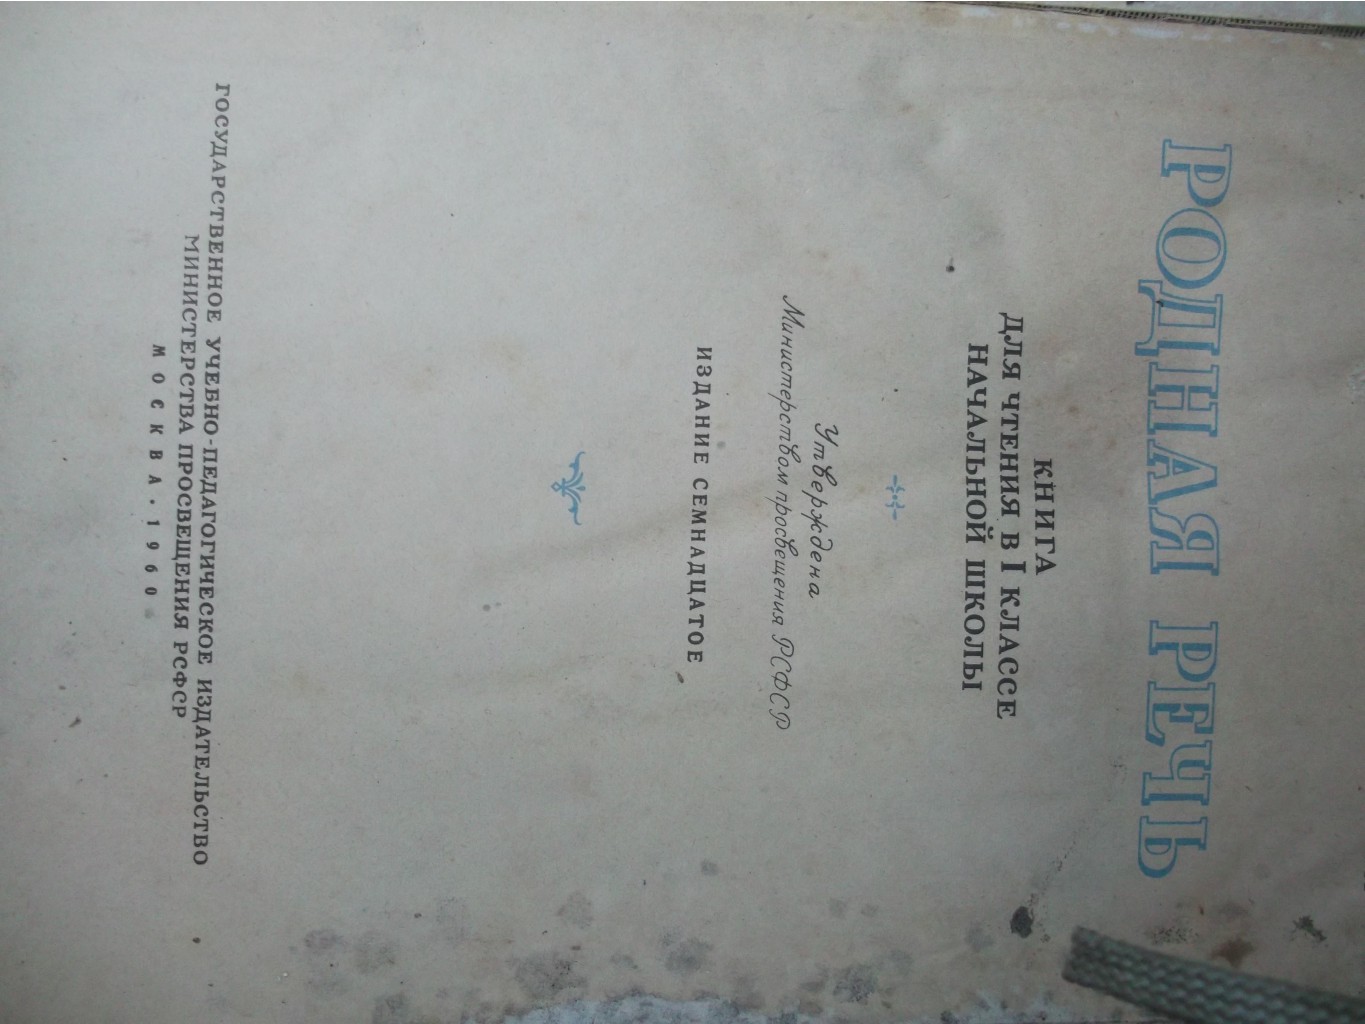 РОДНАЯ РЕЧЬ
КНИГА
ДЛЯ ЧТЕНИЯ В I КЛАССЕ
НАЧАЛЬНОЙ ШКОЛЫ
Утверждена
Министерством просвещения РСФСР
ИЗДАНИЕ СЕМНАДЦАТОЕ
ГОСУДАРСТВЕННОЕ УЧЕБНО-ПЕДАГОГИЧЕСКОЕ ИЗДАТЕЛЬСТВО
МИНИСТЕРСТВА ПРОСВЕЩЕНИЯ РСФСР
МОСКВА · 1960